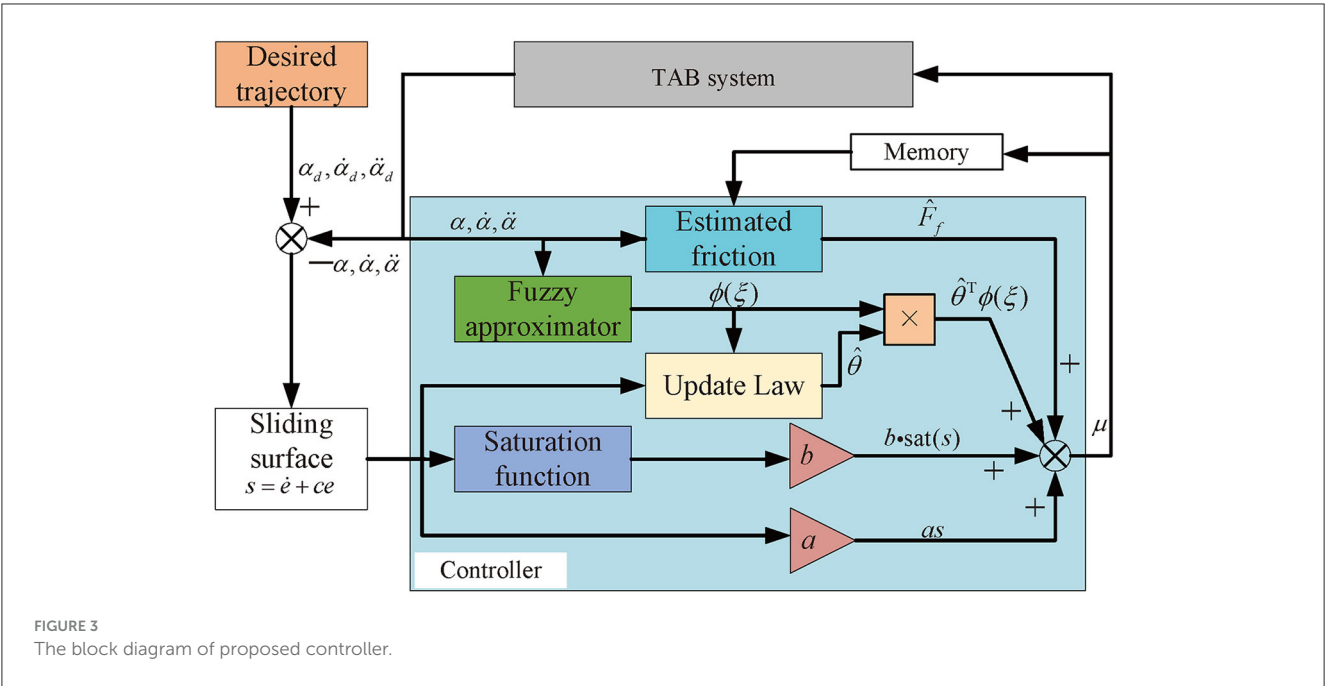 Desired
trajectory
TAB system
Memory
α_d, α̇_d, α̈_d
+
α, α̇, α̈
Estimated
friction
F̂_f
—α, α̇, α̈
Fuzzy
approximator
ϕ(ξ)
×
θ̂ᵀϕ(ξ)
Update Law
θ̂
+
+
Sliding
surface
s = ė + ce
Saturation
function
b
b•sat(s)
+
μ
+
a
as
Controller
FIGURE 3
The block diagram of proposed controller.